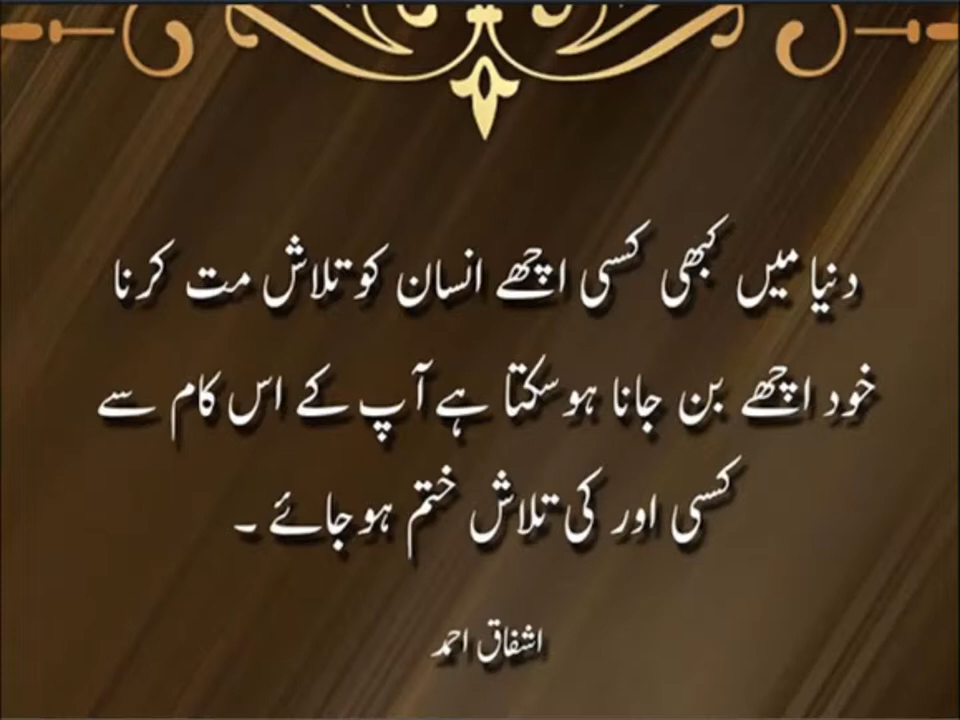 دنیا میں کبھی کسی اچھے انسان کو تلاش مت کرنا
خود اچھے بن جانا ہو سکتا ہے آپ کے اس کام سے
کسی اور کی تلاش ختم ہو جائے ۔
اشفاق احمد